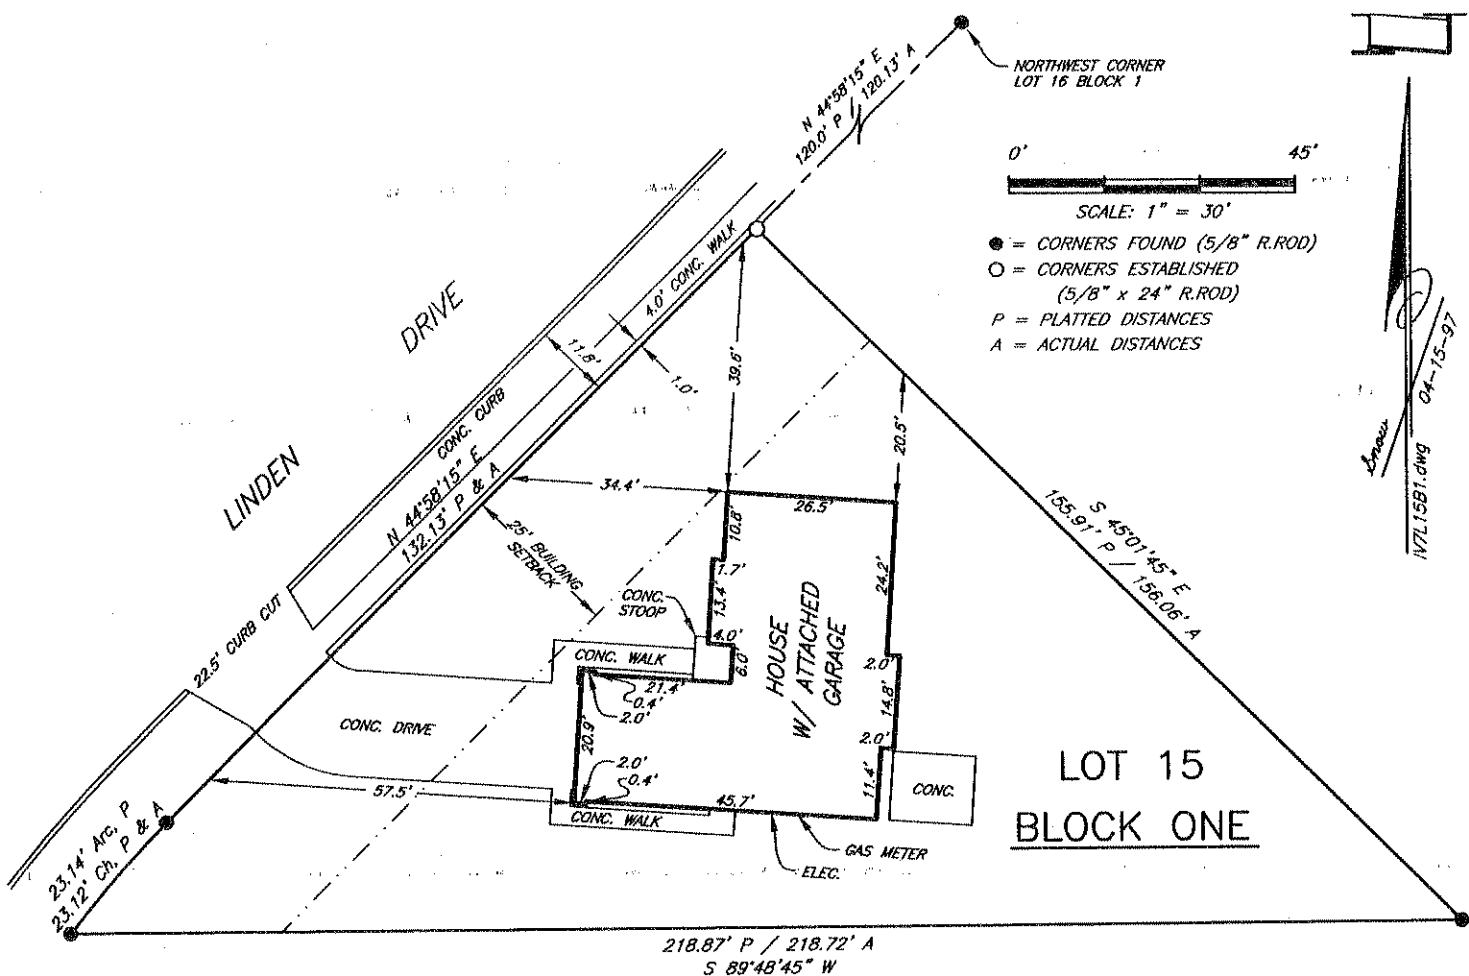 NORTHWEST CORNER
LOT 16 BLOCK 1
N 44°58'15" E
120.0' P / 120.13' A
0' 45'
SCALE: 1" = 30'
● = CORNERS FOUND (5/8" R.ROD)
○ = CORNERS ESTABLISHED
(5/8" x 24" R.ROD)
P = PLATTED DISTANCES
A = ACTUAL DISTANCES
04-15-97
IV7L15B1.dwg
LINDEN DRIVE
4.0' CONC. WALK
11.8'
1.0'
CONC. CURB
N 44°58'15" E
132.13' P & A
39.6'
20.5'
34.4'
26.5'
S 45°01'45" E
155.91' P / 156.06' A
25' BUILDING
SETBACK
10.8'
1.7'
13.4'
24.2'
CONC.
STOOP
4.0'
6.0'
22.5' CURB CUT
CONC. WALK
21.4'
0.4'
2.0'
HOUSE
W/ ATTACHED
GARAGE
2.0'
14.8'
2.0'
CONC. DRIVE
20.9'
2.0'
0.4'
11.4'
CONC.
57.5'
45.7'
CONC. WALK
GAS METER
ELEC.
LOT 15
BLOCK ONE
23.14' Arc, P
23.12' Ch, P & A
218.87' P / 218.72' A
S 89°48'45" W